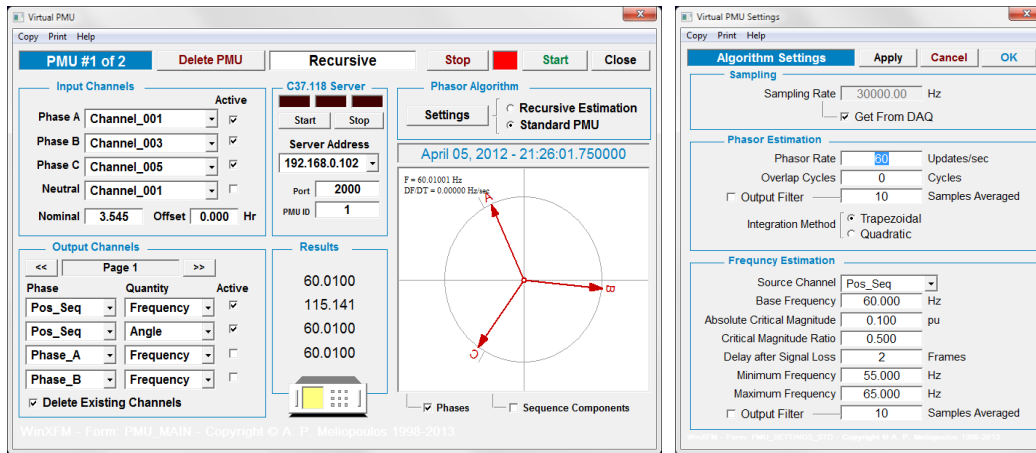 Virtual PMU
Copy Print Help
PMU #1 of 2 Delete PMU Recursive Stop Start Close
Input Channels
Active
Phase A Channel_001
Phase B Channel_003
Phase C Channel_005
Neutral Channel_001
Nominal 3.545 Offset 0.000 Hr
C37.118 Server
Start Stop
Server Address
192.168.0.102
Port 2000
PMU ID 1
Phasor Algorithm
Settings
Recursive Estimation
Standard PMU
April 05, 2012 - 21:26:01.750000
F = 60.01001 Hz
DF/DT = 0.00000 Hz/sec
A
B
C
Output Channels
<< Page 1 >>
Phase Quantity Active
Pos_Seq Frequency
Pos_Seq Angle
Phase_A Frequency
Phase_B Frequency
Delete Existing Channels
Results
60.0100
115.141
60.0100
60.0100
Phases Sequence Components
WinXFM - Form: PMU_MAIN - Copyright © A. P. Meliopoulos 1998-2013
Virtual PMU Settings
Copy Print Help
Algorithm Settings Apply Cancel OK
Sampling
Sampling Rate 30000.00 Hz
Get From DAQ
Phasor Estimation
Phasor Rate 60 Updates/sec
Overlap Cycles 0 Cycles
Output Filter 10 Samples Averaged
Integration Method
Trapezoidal
Quadratic
Frequncy Estimation
Source Channel Pos_Seq
Base Frequency 60.000 Hz
Absolute Critical Magnitude 0.100 pu
Critical Magnitude Ratio 0.500
Delay after Signal Loss 2 Frames
Minimum Frequency 55.000 Hz
Maximum Frequency 65.000 Hz
Output Filter 10 Samples Averaged
WinXFM - Form: PMU_SETTINGS_STD - Copyright © A. P. Meliopoulos 1998-2013